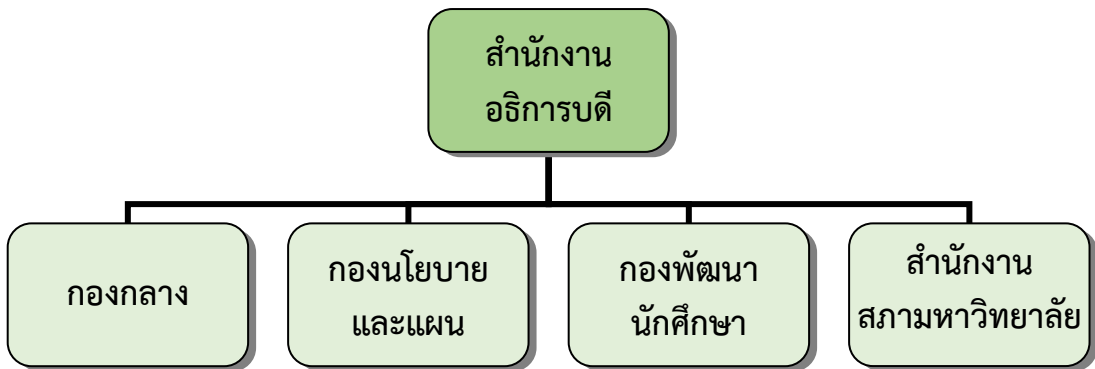 สำนักงาน
อธิการบดี
กองกลาง
กองนโยบาย
และแผน
กองพัฒนา
นักศึกษา
สำนักงาน
สภามหาวิทยาลัย